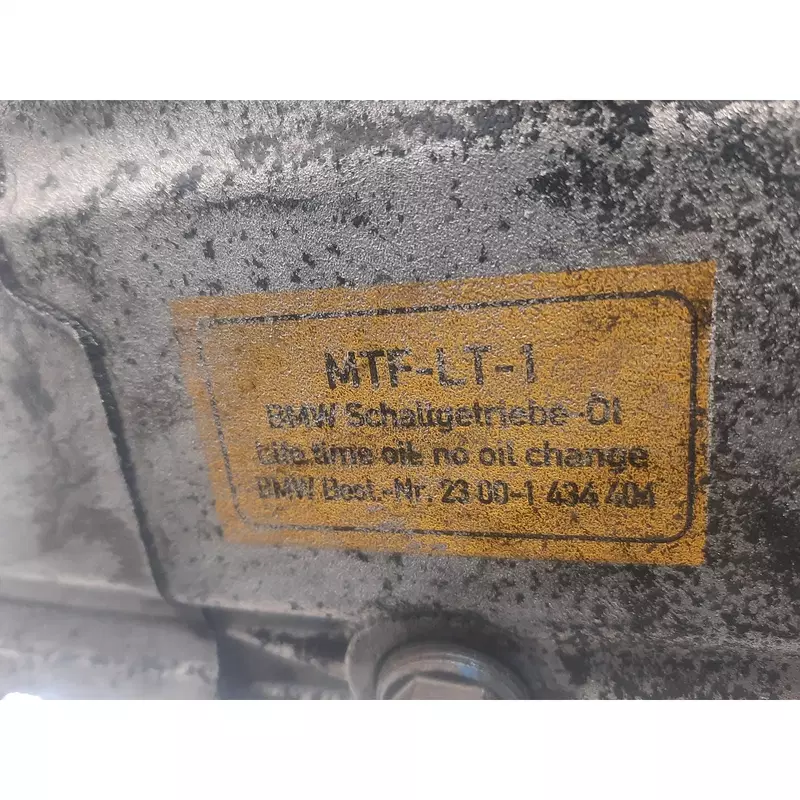 MTF-LT-1
BMW Schaltgetriebe-Öl
Life.time oil. no oil change
BMW Best.-Nr. 23 00-1 434 404